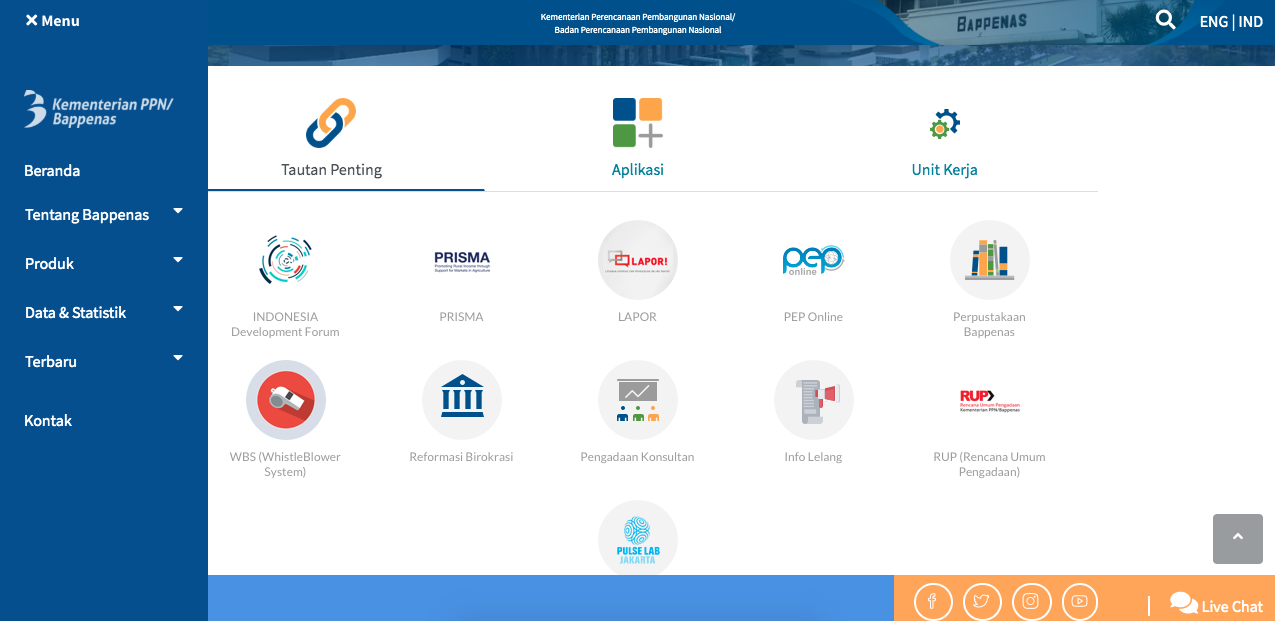 Menu
Kementerian Perencanaan Pembangunan Nasional/
Badan Perencanaan Pembangunan Nasional
BAPPENAS
ENG | IND
Kementerian PPN/
Bappenas
Beranda
Tentang Bappenas
Produk
Data & Statistik
Terbaru
Kontak
Tautan Penting
Aplikasi
Unit Kerja
PRISMA
Promoting Rural Income through
Support for Markets in Agriculture
LAPOR!
pep
online
INDONESIA
Development Forum
PRISMA
LAPOR
PEP Online
Perpustakaan
Bappenas
RUP
Rencana Umum Pengadaan
Kementerian PPN/Bappenas
WBS (WhistleBlower
System)
Reformasi Birokrasi
Pengadaan Konsultan
Info Lelang
RUP (Rencana Umum
Pengadaan)
PULSE LAB
JAKARTA
| Live Chat